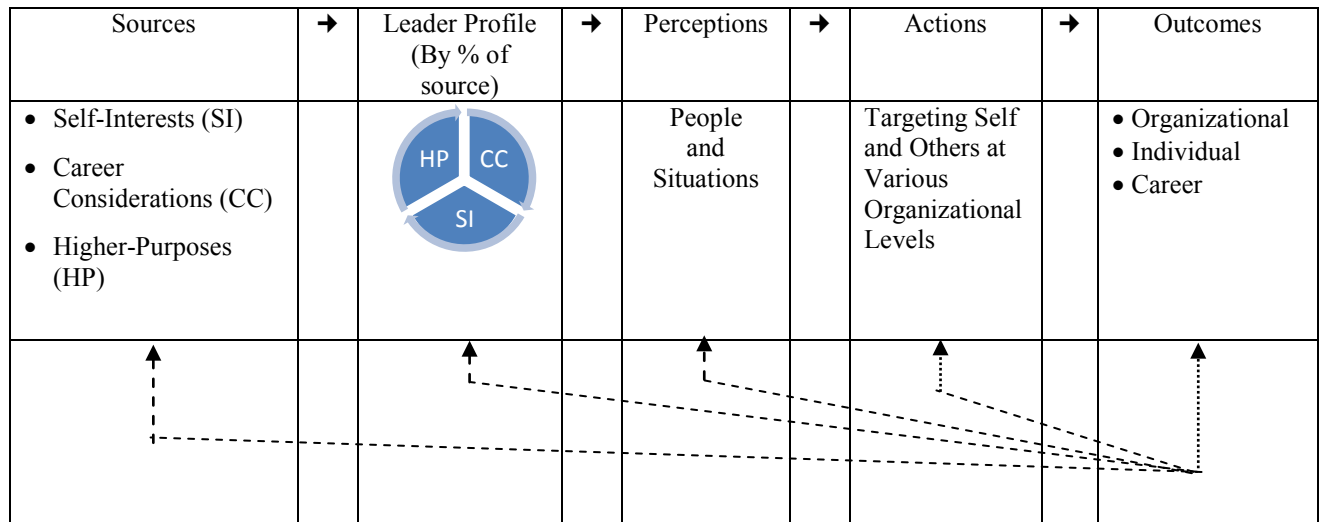 Sources
→
Leader Profile
(By % of
source)
→
Perceptions
→
Actions
→
Outcomes
• Self-Interests (SI)
• Career
Considerations (CC)
• Higher-Purposes
(HP)
HP
CC
SI
People
and
Situations
Targeting Self
and Others at
Various
Organizational
Levels
• Organizational
• Individual
• Career